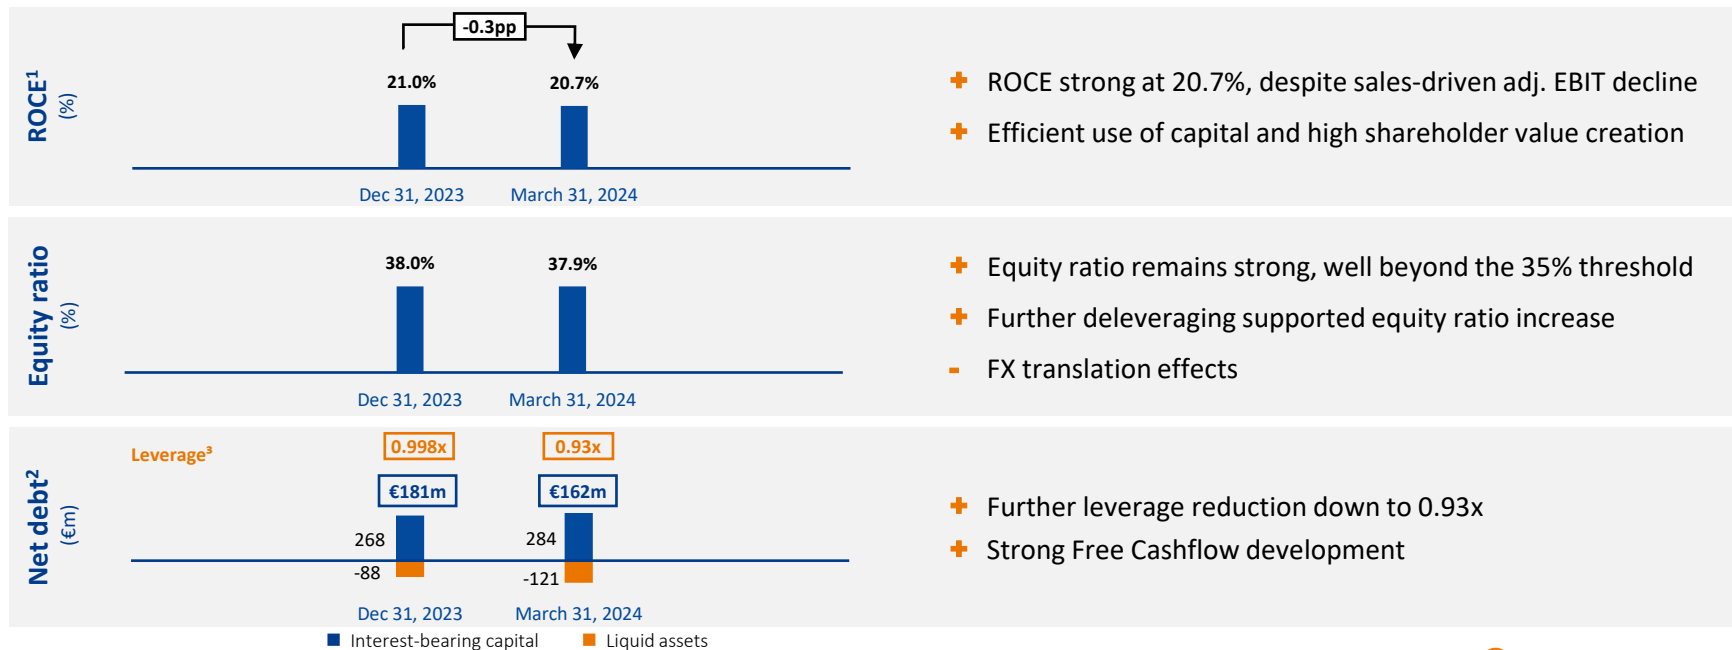 ROCE¹
(%)
-0.3pp
21.0%
20.7%
Dec 31, 2023
March 31, 2024
+ ROCE strong at 20.7%, despite sales-driven adj. EBIT decline
+ Efficient use of capital and high shareholder value creation
Equity ratio
(%)
38.0%
37.9%
Dec 31, 2023
March 31, 2024
+ Equity ratio remains strong, well beyond the 35% threshold
+ Further deleveraging supported equity ratio increase
- FX translation effects
Net debt²
(€m)
Leverage³
0.998x
0.93x
€181m
€162m
268
284
-88
-121
Dec 31, 2023
March 31, 2024
Interest-bearing capital
Liquid assets
+ Further leverage reduction down to 0.93x
+ Strong Free Cashflow development